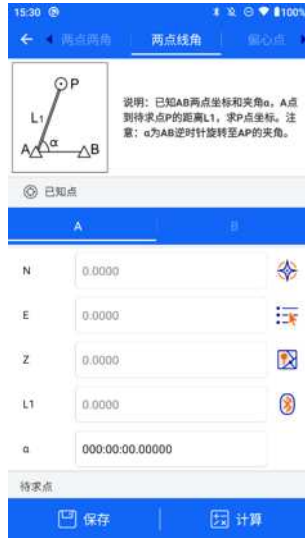 15:30 100%
两点两角 两点线角 偏心点
P
L1
α
A B
说明：已知AB两点坐标和夹角α，A点
到待求点P的距离L1，求P点坐标。注
意：α为AB逆时针旋转至AP的夹角。
已知点
A B
N 0.0000
E 0.0000
Z 0.0000
L1 0.0000
α 000:00:00.00000
待求点
保存 计算